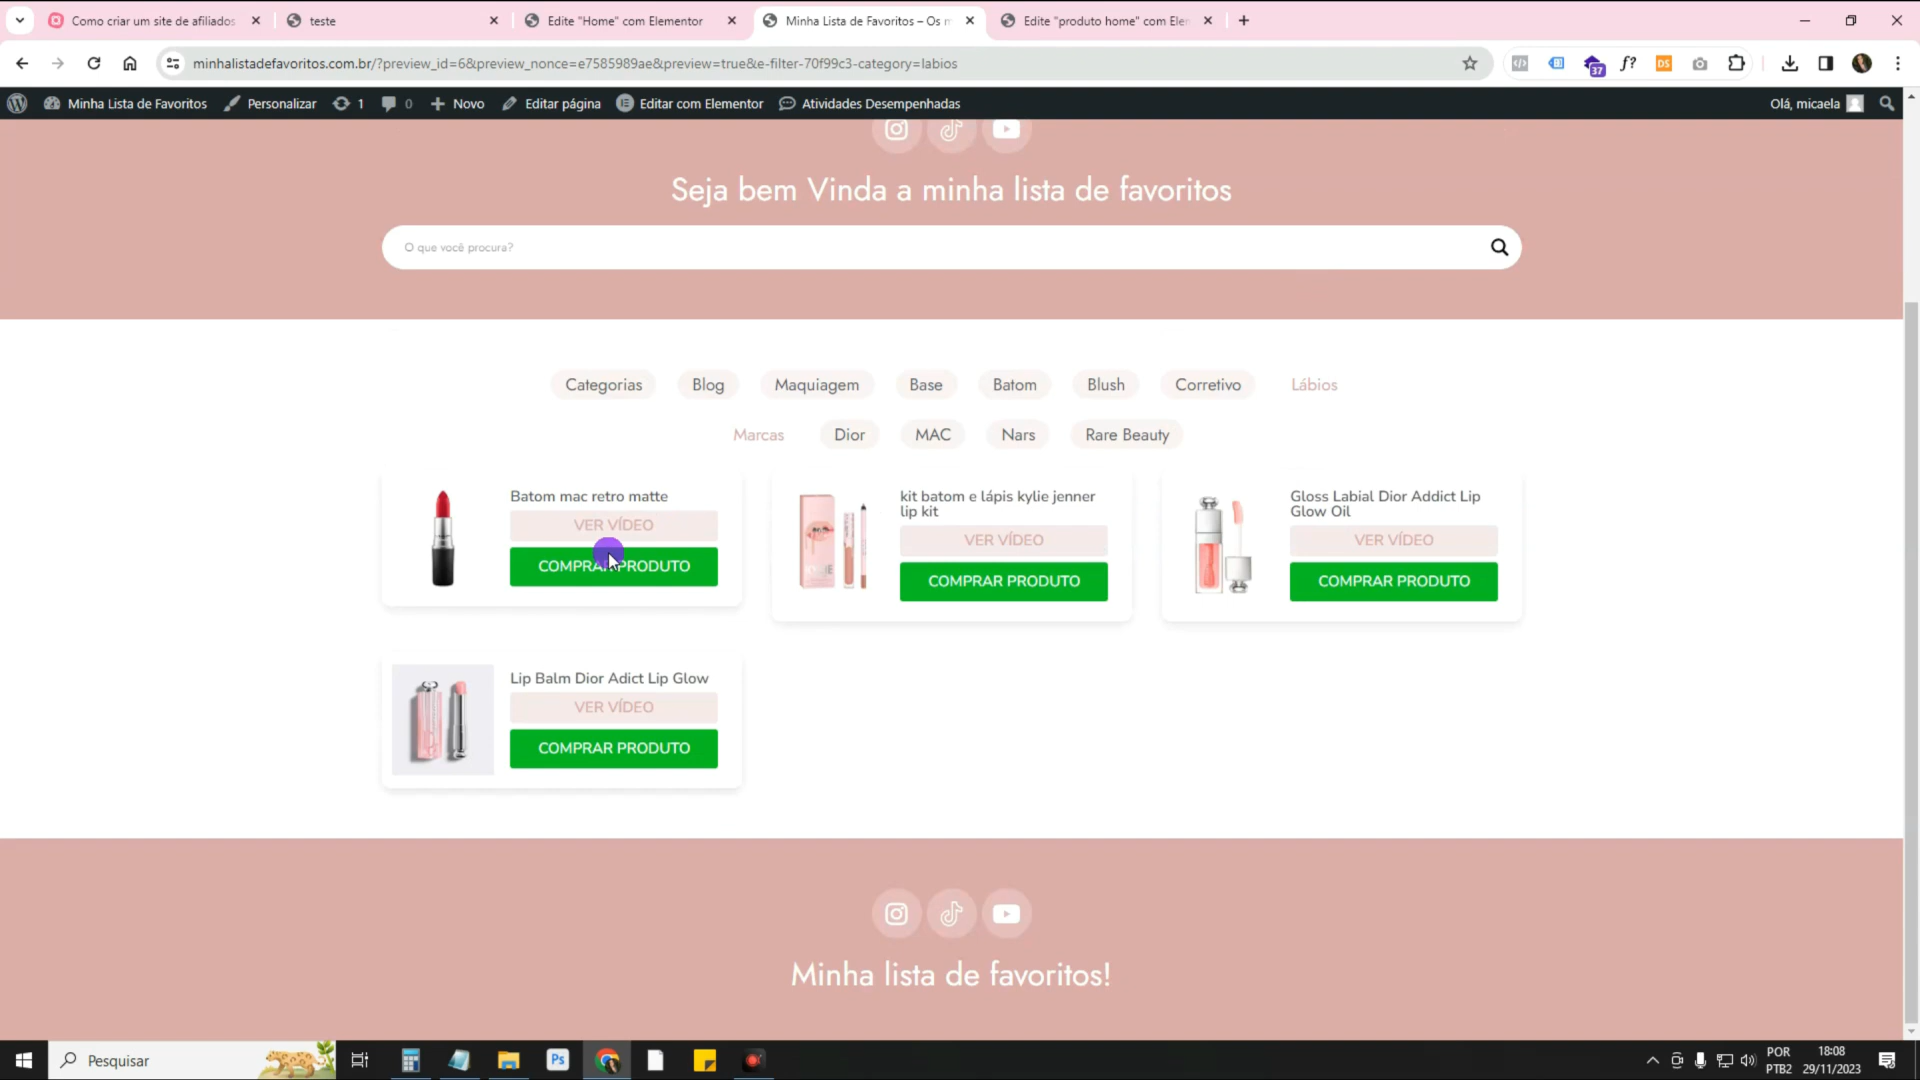 Como criar um site de afiliados
teste
Edite "Home" com Elementor
Minha Lista de Favoritos – Os m
Edite "produto home" com Ele
minhalistadefavoritos.com.br/?preview_id=6&preview_nonce=e7585989ae&preview=true&e-filter-70f99c3-category=labios
37
f?
DS
Minha Lista de Favoritos
Personalizar
1
0
Novo
Editar página
Editar com Elementor
Atividades Desempenhadas
Olá, micaela
Seja bem Vinda a minha lista de favoritos
O que você procura?
Categorias
Blog
Maquiagem
Base
Batom
Blush
Corretivo
Lábios
Marcas
Dior
MAC
Nars
Rare Beauty
Batom mac retro matte
VER VÍDEO
COMPRAR PRODUTO
kit batom e lápis kylie jenner
lip kit
VER VÍDEO
COMPRAR PRODUTO
Gloss Labial Dior Addict Lip
Glow Oil
VER VÍDEO
COMPRAR PRODUTO
Lip Balm Dior Adict Lip Glow
VER VÍDEO
COMPRAR PRODUTO
Minha lista de favoritos!
Pesquisar
Ps
POR
PTB2
18:08
29/11/2023